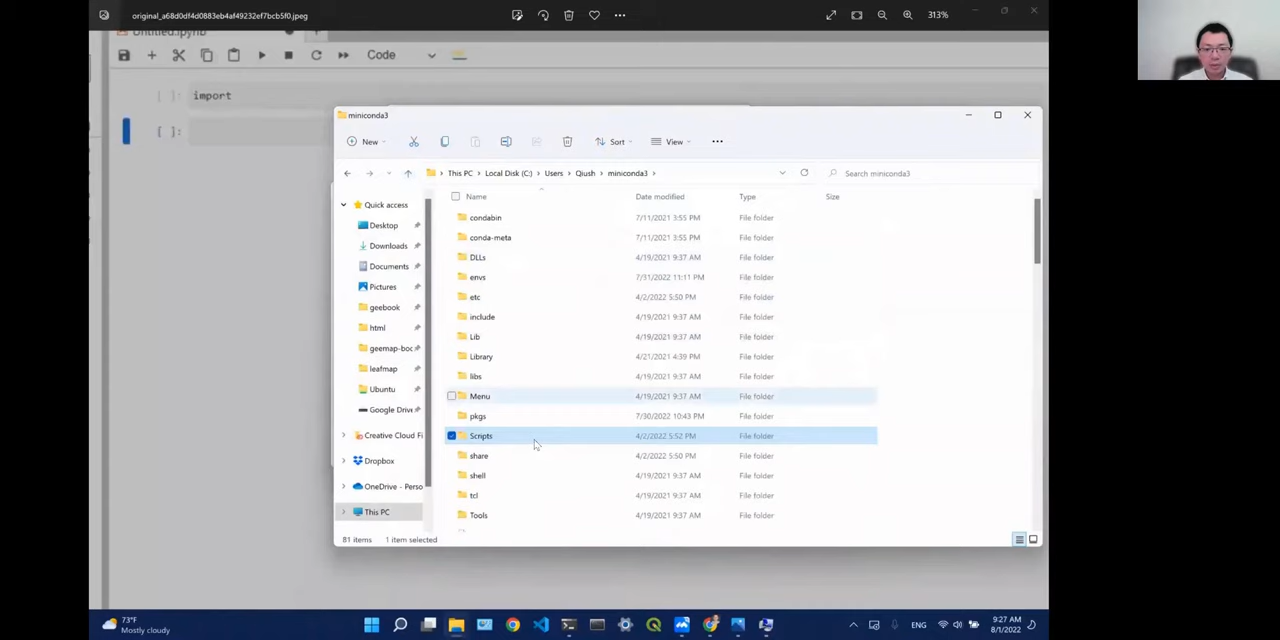 original_a68d0df4d0883eb4af49232ef7bcb5f0.jpeg
313%
Untitled.ipynb
Code
[ ]: import
[ ]:
miniconda3
New
Sort
View
This PC > Local Disk (C:) > Users > Qiush > miniconda3 >
Search miniconda3
Name Date modified Type Size
Quick access
Desktop
Downloads
Documents
Pictures
geebook
html
geemap-boo
leafmap
Ubuntu
Google Drive
Creative Cloud Fi
Dropbox
OneDrive - Perso
This PC
condabin 7/11/2021 3:55 PM File folder
conda-meta 7/11/2021 3:55 PM File folder
DLLs 4/19/2021 9:37 AM File folder
envs 7/31/2022 11:11 PM File folder
etc 4/2/2022 5:50 PM File folder
include 4/19/2021 9:37 AM File folder
Lib 4/19/2021 9:37 AM File folder
Library 4/21/2021 4:39 PM File folder
libs 4/19/2021 9:37 AM File folder
Menu 4/19/2021 9:37 AM File folder
pkgs 7/30/2022 10:43 PM File folder
Scripts 4/2/2022 5:52 PM File folder
share 4/2/2022 5:50 PM File folder
shell 4/19/2021 9:37 AM File folder
tcl 4/19/2021 9:37 AM File folder
Tools 4/19/2021 9:37 AM File folder
81 items 1 item selected
73°F
Mostly cloudy
ENG
9:27 AM
8/1/2022